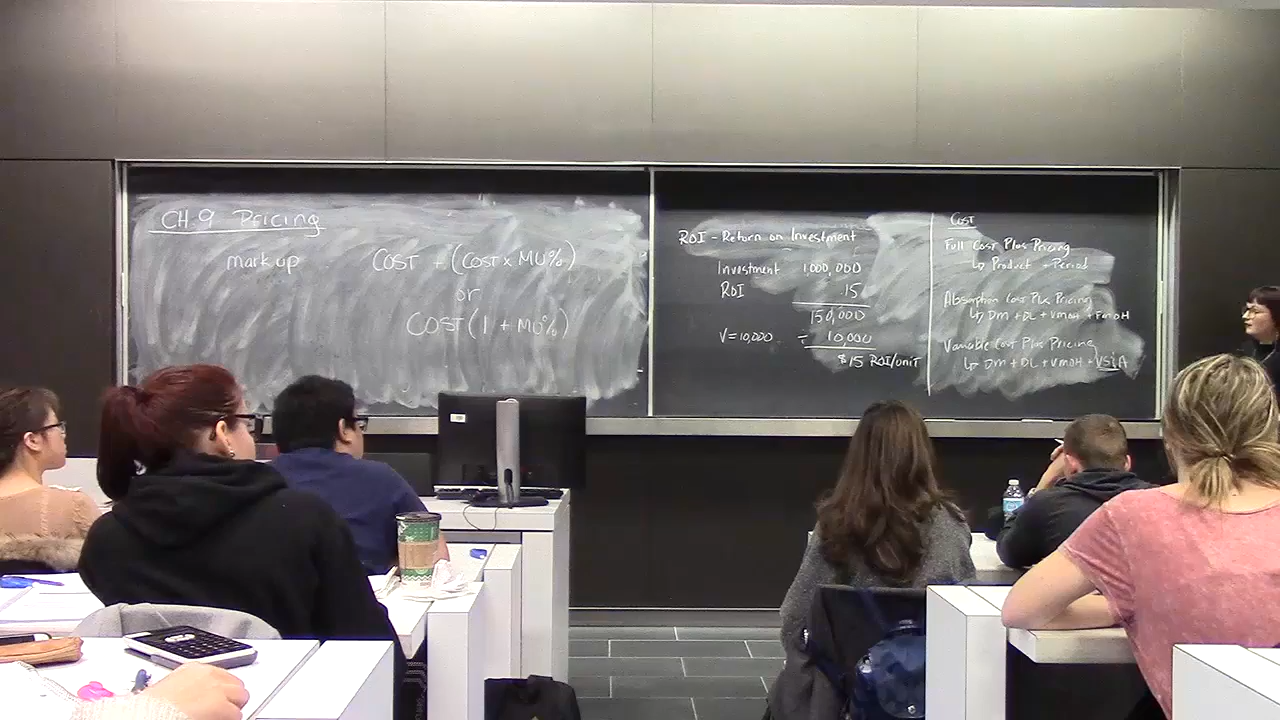 CH.9 Pricing
mark up COST + (COST x MU%)
or
COST (1 + MU%)
ROI - Return on Investment
Investment 1,000,000
ROI .15
150,000
V = 10,000 ÷ 10,000
$15 ROI/unit
COST
Full Cost Plus Pricing
↳ Product + Period
Absorption Cost Plus Pricing
↳ DM + DL + VMOH + FMOH
Variable Cost Plus Pricing
↳ DM + DL + VMOH + VS&A